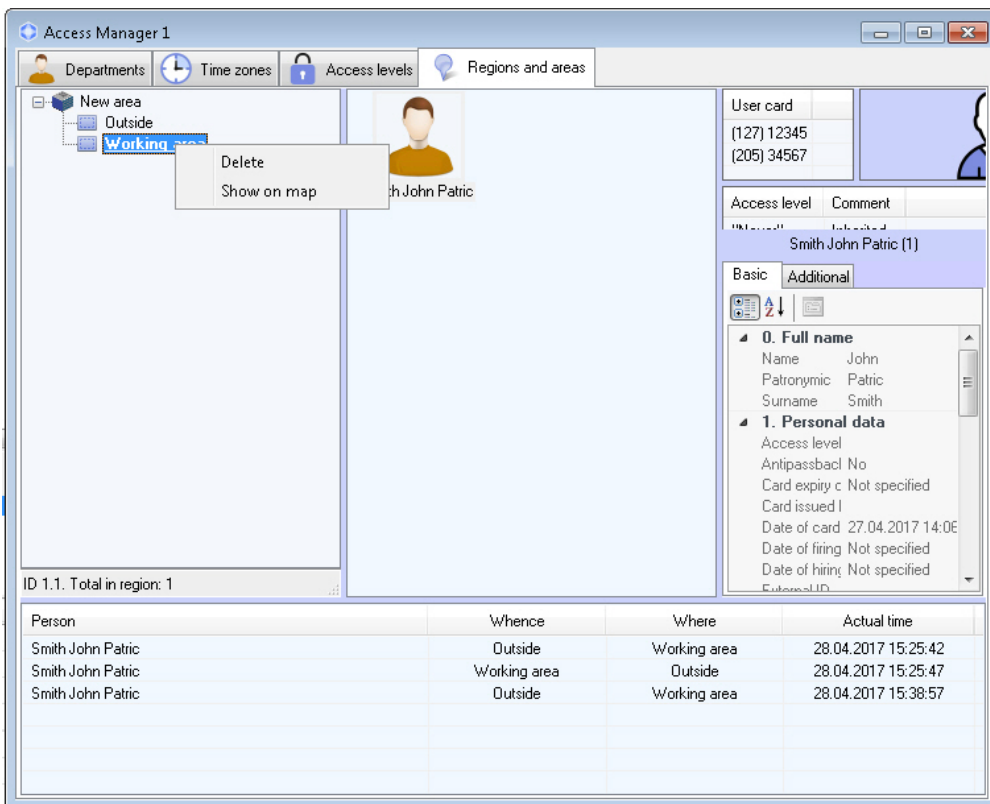 Access Manager 1
Departments Time zones Access levels Regions and areas
New area
Outside
Working area
Delete
Show on map
ID 1.1. Total in region: 1
th John Patric
User card
(127) 12345
(205) 34567
Access level Comment
"Never" Inherited
Smith John Patric (1)
Basic Additional
0. Full name
Name John
Patronymic Patric
Surname Smith
1. Personal data
Access level
Antipassbacl No
Card expiry c Not specified
Card issued l
Date of card 27.04.2017 14:06
Date of firing Not specified
Date of hiring Not specified
External ID
Person Whence Where Actual time
Smith John Patric Outside Working area 28.04.2017 15:25:42
Smith John Patric Working area Outside 28.04.2017 15:25:47
Smith John Patric Outside Working area 28.04.2017 15:38:57